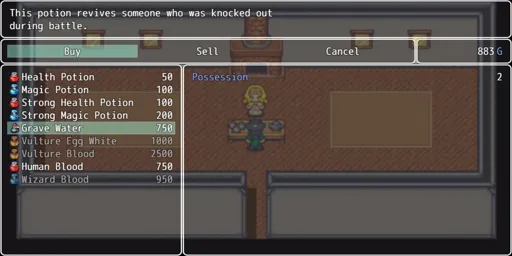 This potion revives someone who was knocked out
during battle.
Buy Sell Cancel 883G
Health Potion 50
Magic Potion 100
Strong Health Potion 100
Strong Magic Potion 200
Grave Water 750
Vulture Egg White 1000
Vulture Blood 2500
Human Blood 750
Wizard Blood 950
Possession 2